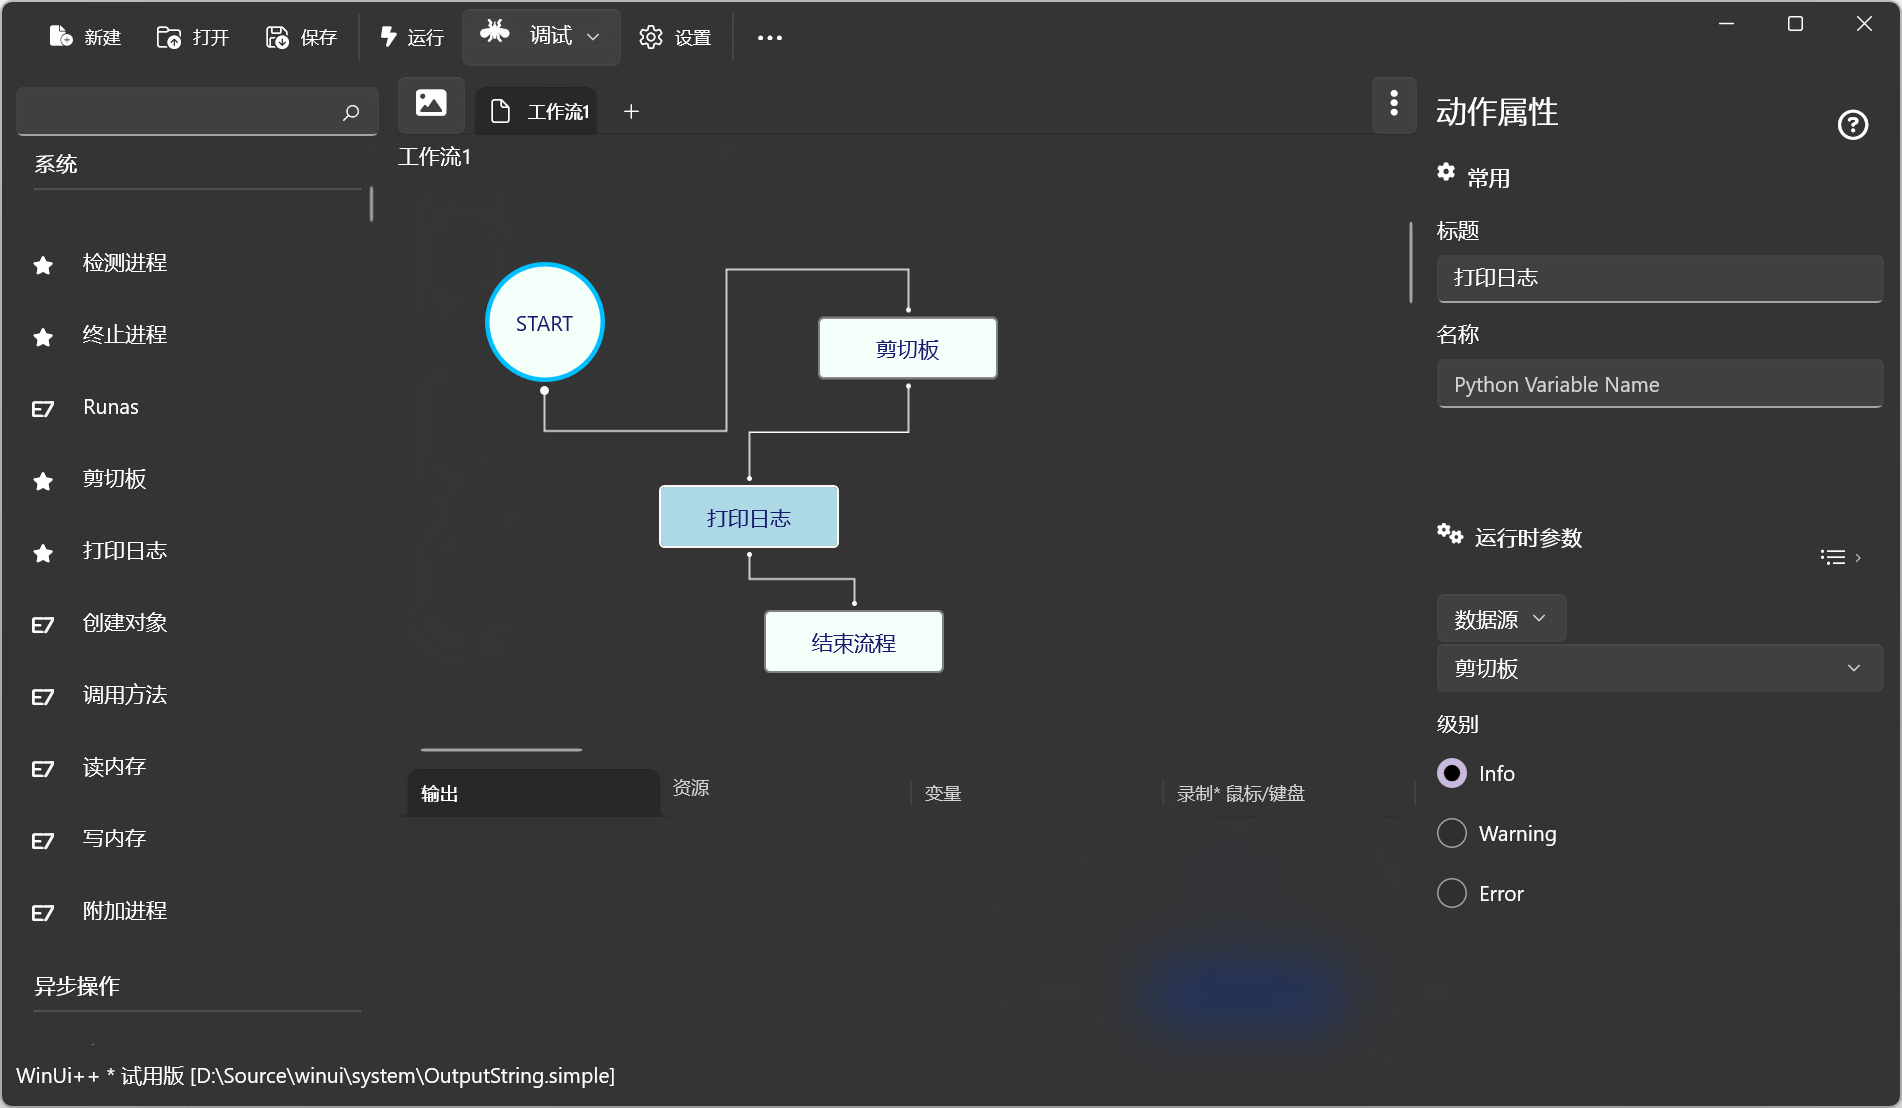 新建
打开
保存
运行
调试
设置
工作流1
工作流1
系统
检测进程
终止进程
Runas
剪切板
打印日志
创建对象
调用方法
读内存
写内存
附加进程
异步操作
START
剪切板
打印日志
结束流程
输出
资源
变量
录制* 鼠标/键盘
动作属性
常用
标题
打印日志
名称
Python Variable Name
运行时参数
数据源
剪切板
级别
Info
Warning
Error
WinUi++ * 试用版 [D:\Source\winui\system\OutputString.simple]